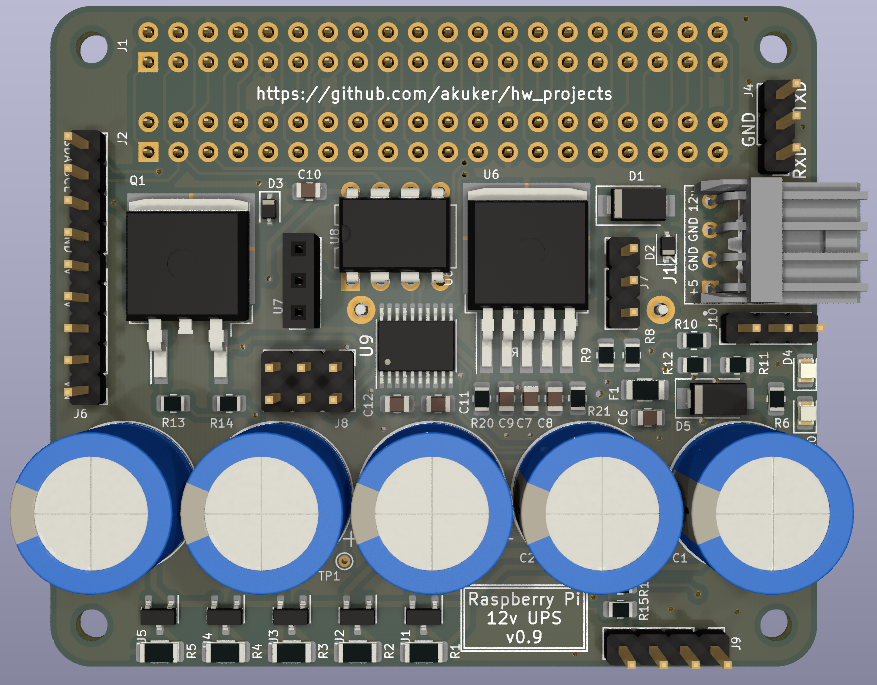 J1
https://github.com/akuker/hw_projects
J4
TXD
GND
RXD
J2
Q1
D3
C10
U6
D1
U8
12-
GND
GND
+5
D2
J12
J7
U7
U9
J10
R10
R8
R9
R12
R11
D4
J6
R13
R14
J8
C12
C11
R20
C9
C7
C8
R21
F1
C6
D5
R6
TP1
+
-
C2
C1
Raspberry Pi
12v UPS
v0.9
R15
J5
R5
J4
R4
J3
R3
J2
R2
J1
R1
J9